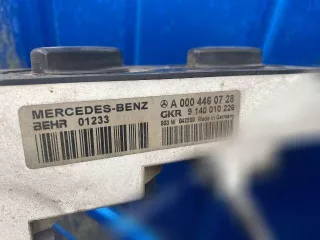 MERCEDES-BENZ
BEHR 01233
A 000 446 07 28
GKR 9 140 010 226
Made in Germany